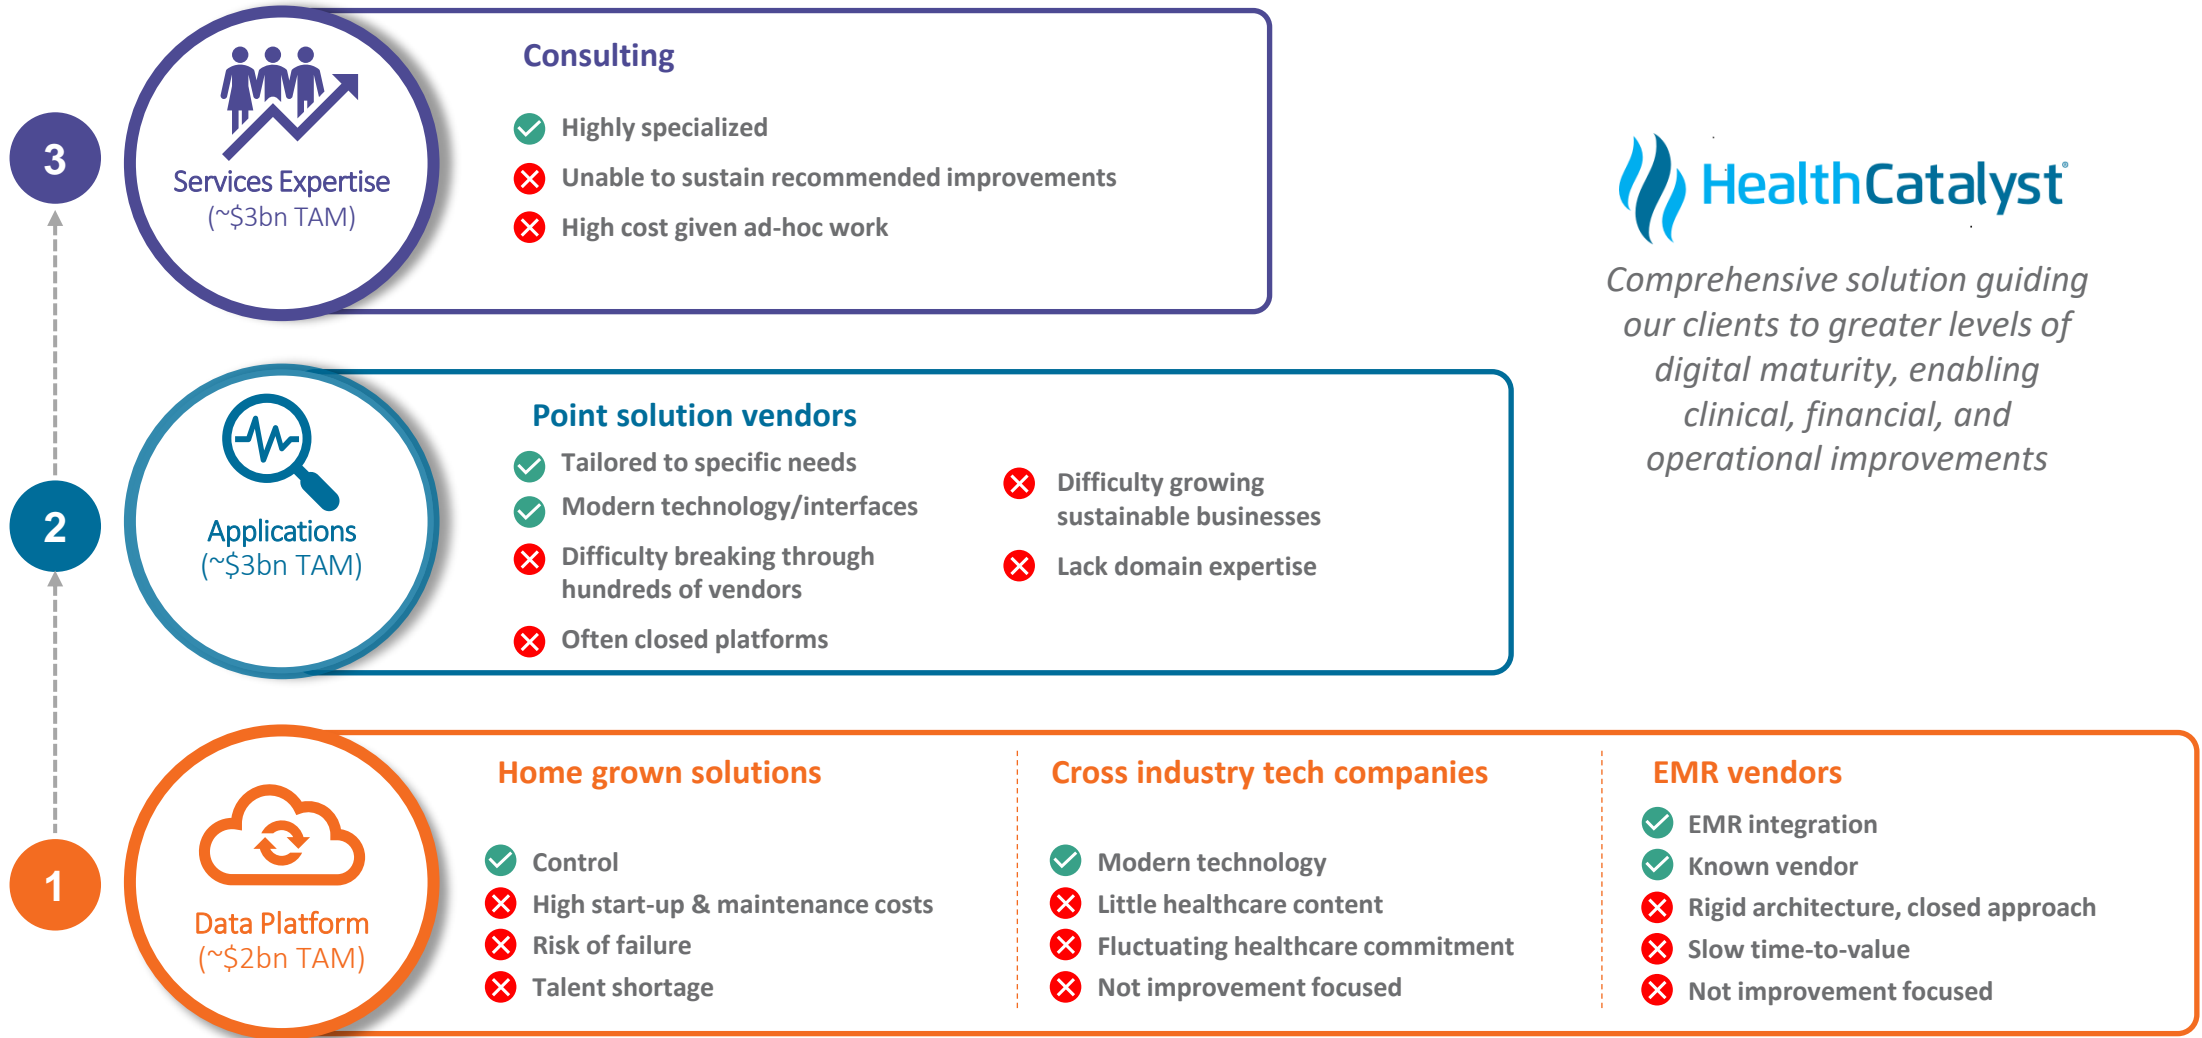 3
Services Expertise
(~$3bn TAM)
Consulting
Highly specialized
Unable to sustain recommended improvements
High cost given ad-hoc work
HealthCatalyst®
Comprehensive solution guiding
our clients to greater levels of
digital maturity, enabling
clinical, financial, and
operational improvements
2
Applications
(~$3bn TAM)
Point solution vendors
Tailored to specific needs
Modern technology/interfaces
Difficulty breaking through
hundreds of vendors
Often closed platforms
Difficulty growing
sustainable businesses
Lack domain expertise
1
Data Platform
(~$2bn TAM)
Home grown solutions
Control
High start-up & maintenance costs
Risk of failure
Talent shortage
Cross industry tech companies
Modern technology
Little healthcare content
Fluctuating healthcare commitment
Not improvement focused
EMR vendors
EMR integration
Known vendor
Rigid architecture, closed approach
Slow time-to-value
Not improvement focused